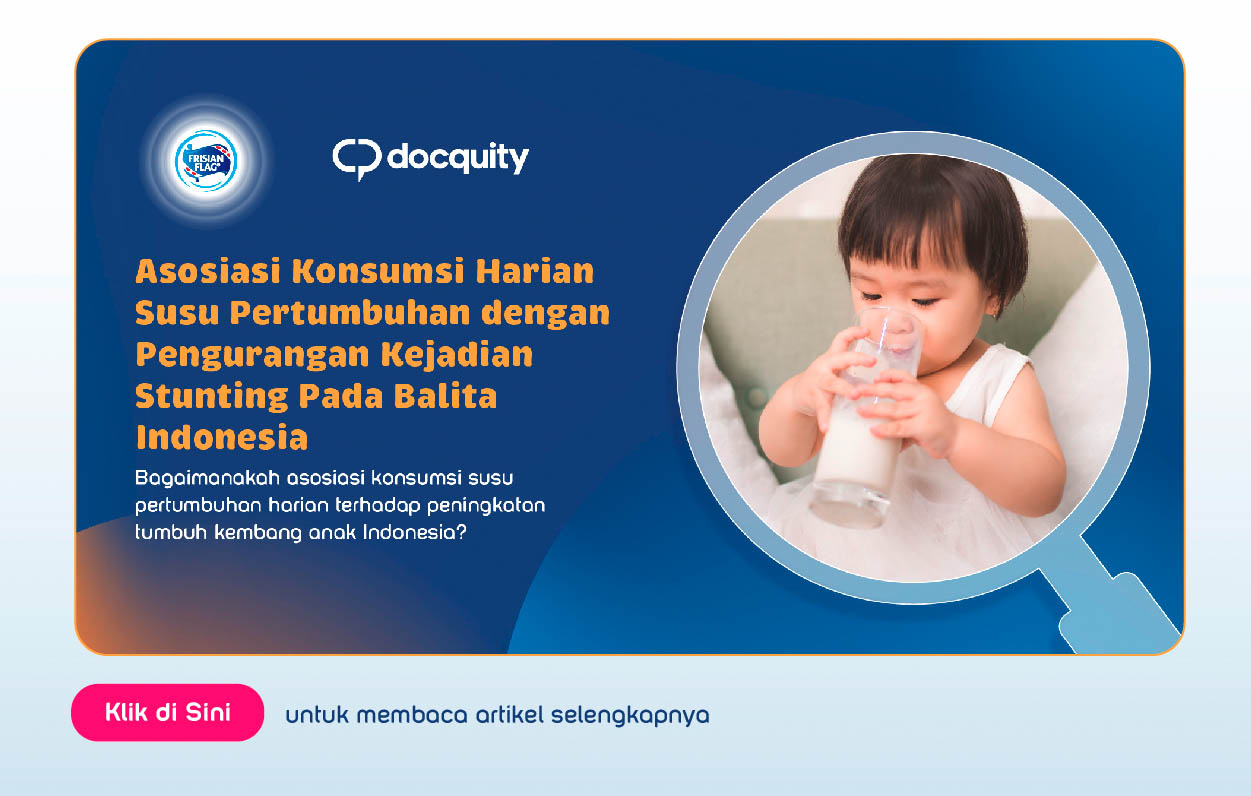 FRISIAN
FLAG®
docquity
Asosiasi Konsumsi Harian
Susu Pertumbuhan dengan
Pengurangan Kejadian
Stunting Pada Balita
Indonesia
Bagaimanakah asosiasi konsumsi susu
pertumbuhan harian terhadap peningkatan
tumbuh kembang anak Indonesia?
Klik di Sini
untuk membaca artikel selengkapnya